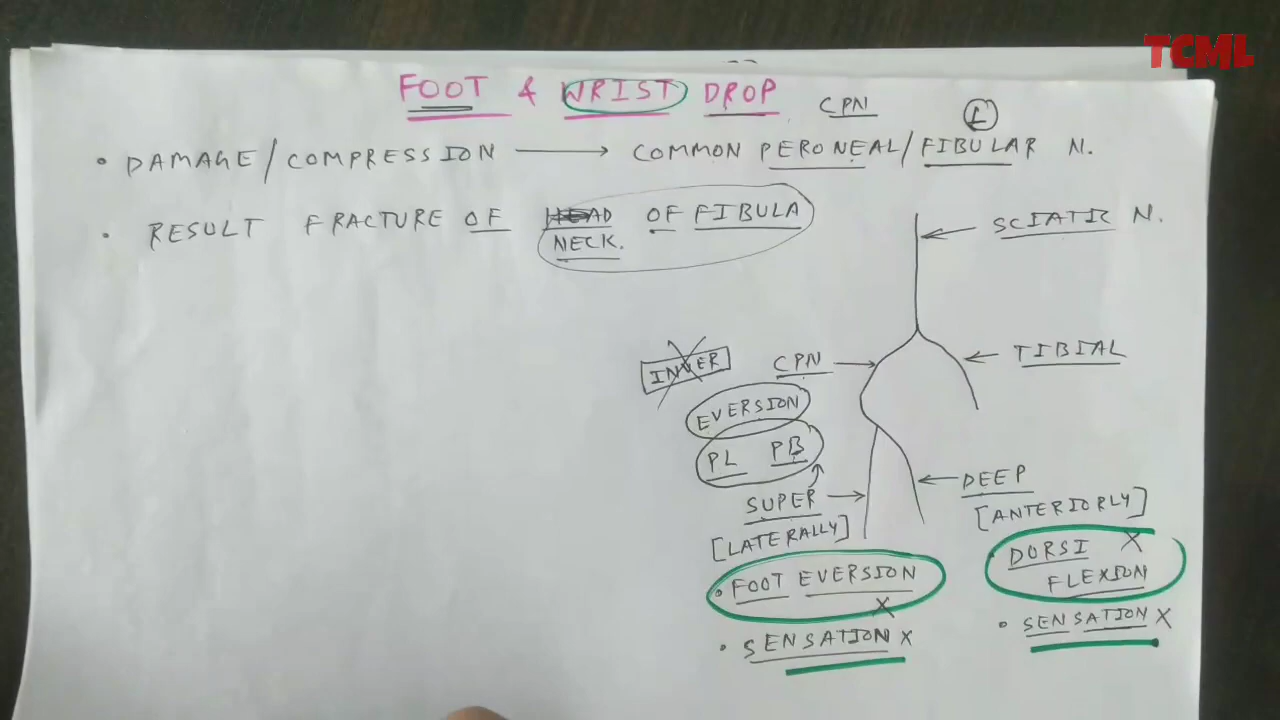 TCML
FOOT & WRIST DROP
CPN
L
• DAMAGE/COMPRESSION → COMMON PERONEAL/FIBULAR N.
• RESULT FRACTURE OF HEAD OF FIBULA
NECK.
SCIATIC N.
INVER
CPN
TIBIAL
EVERSION
PL PB
SUPER
[LATERALLY]
DEEP
[ANTERIORLY]
• FOOT EVERSION X
• SENSATION X
DORSI X
FLEXION
• SENSATION X